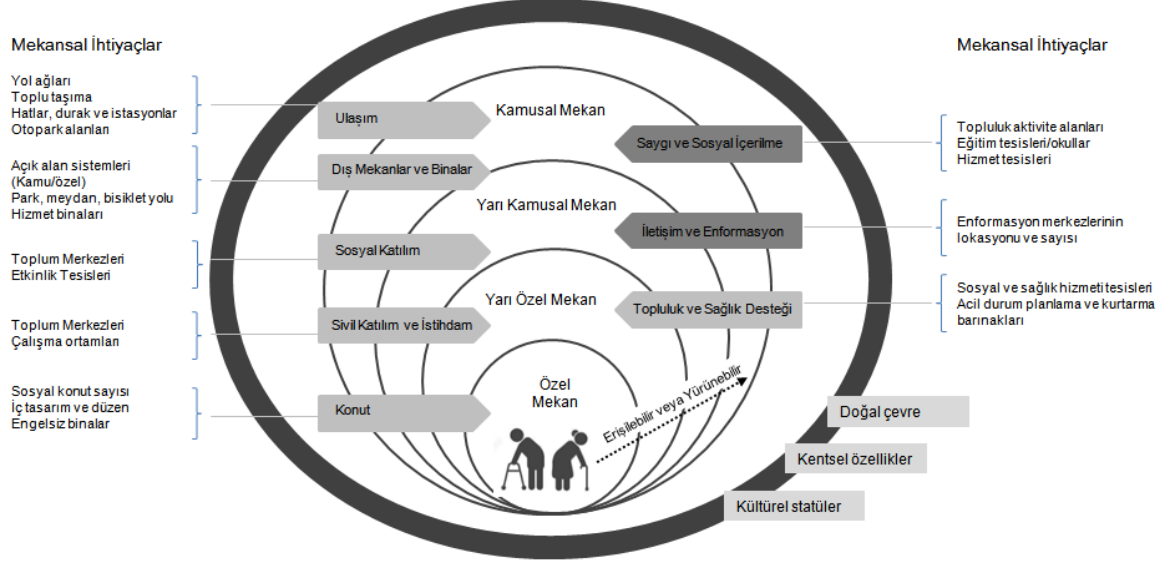 Mekansal İhtiyaçlar
Yol ağları
Toplu taşıma
Hatlar, durak ve istasyonlar
Otopark alanları
Açık alan sistemleri
(Kamu/özel)
Park, meydan, bisiklet yolu
Hizmet binaları
Toplum Merkezleri
Etkinlik Tesisleri
Toplum Merkezleri
Çalışma ortamları
Sosyal konut sayısı
İç tasarım ve düzen
Engelsiz binalar
Ulaşım
Dış Mekanlar ve Binalar
Sosyal Katılım
Sivil Katılım ve İstihdam
Konut
Kamusal Mekan
Yarı Kamusal Mekan
Yarı Özel Mekan
Özel
Mekan
Erişilebilir veya Yürünebilir
Saygı ve Sosyal İçerilme
İletişim ve Enformasyon
Topluluk ve Sağlık Desteği
Doğal çevre
Kentsel özellikler
Kültürel statüler
Mekansal İhtiyaçlar
Topluluk aktivite alanları
Eğitim tesisleri/okullar
Hizmet tesisleri
Enformasyon merkezlerinin
lokasyonu ve sayısı
Sosyal ve sağlık hizmeti tesisleri
Acil durum planlama ve kurtarma
barınakları